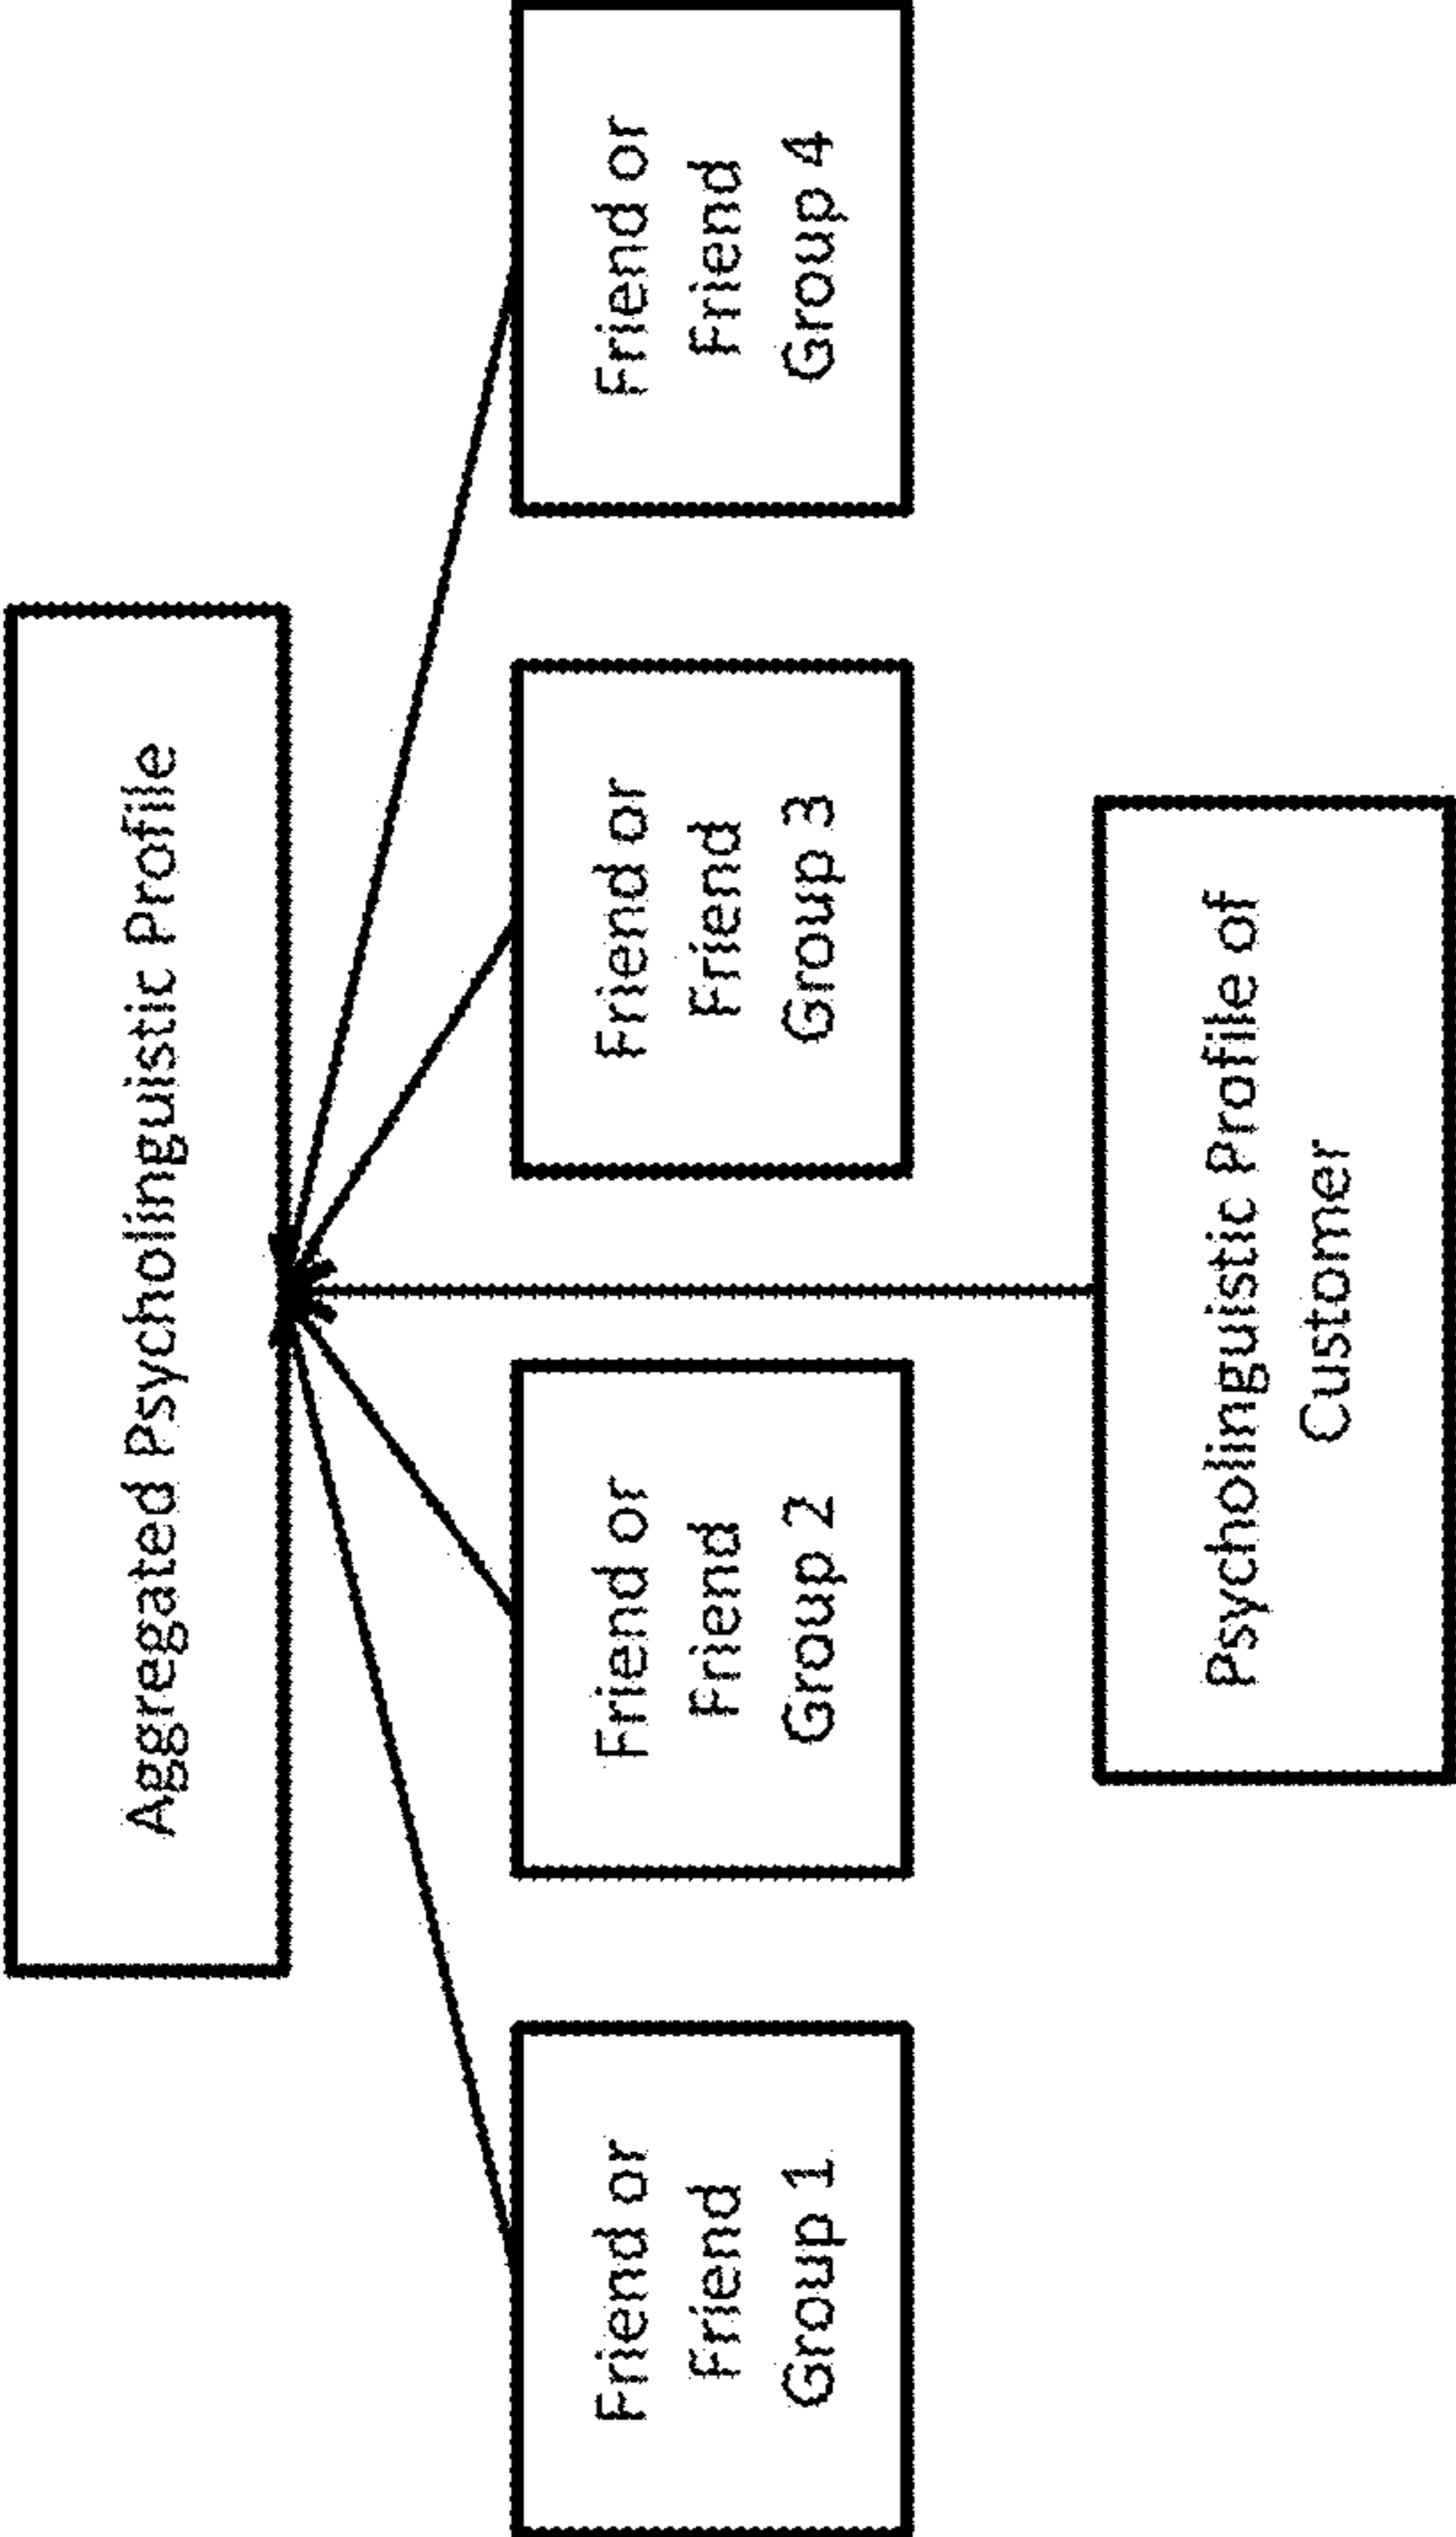 Aggregated Psycholinguistic Profile
Friend or
Friend
Group 1
Friend or
Friend
Group 2
Friend or
Friend
Group 3
Friend or
Friend
Group 4
Psycholinguistic Profile of
Customer